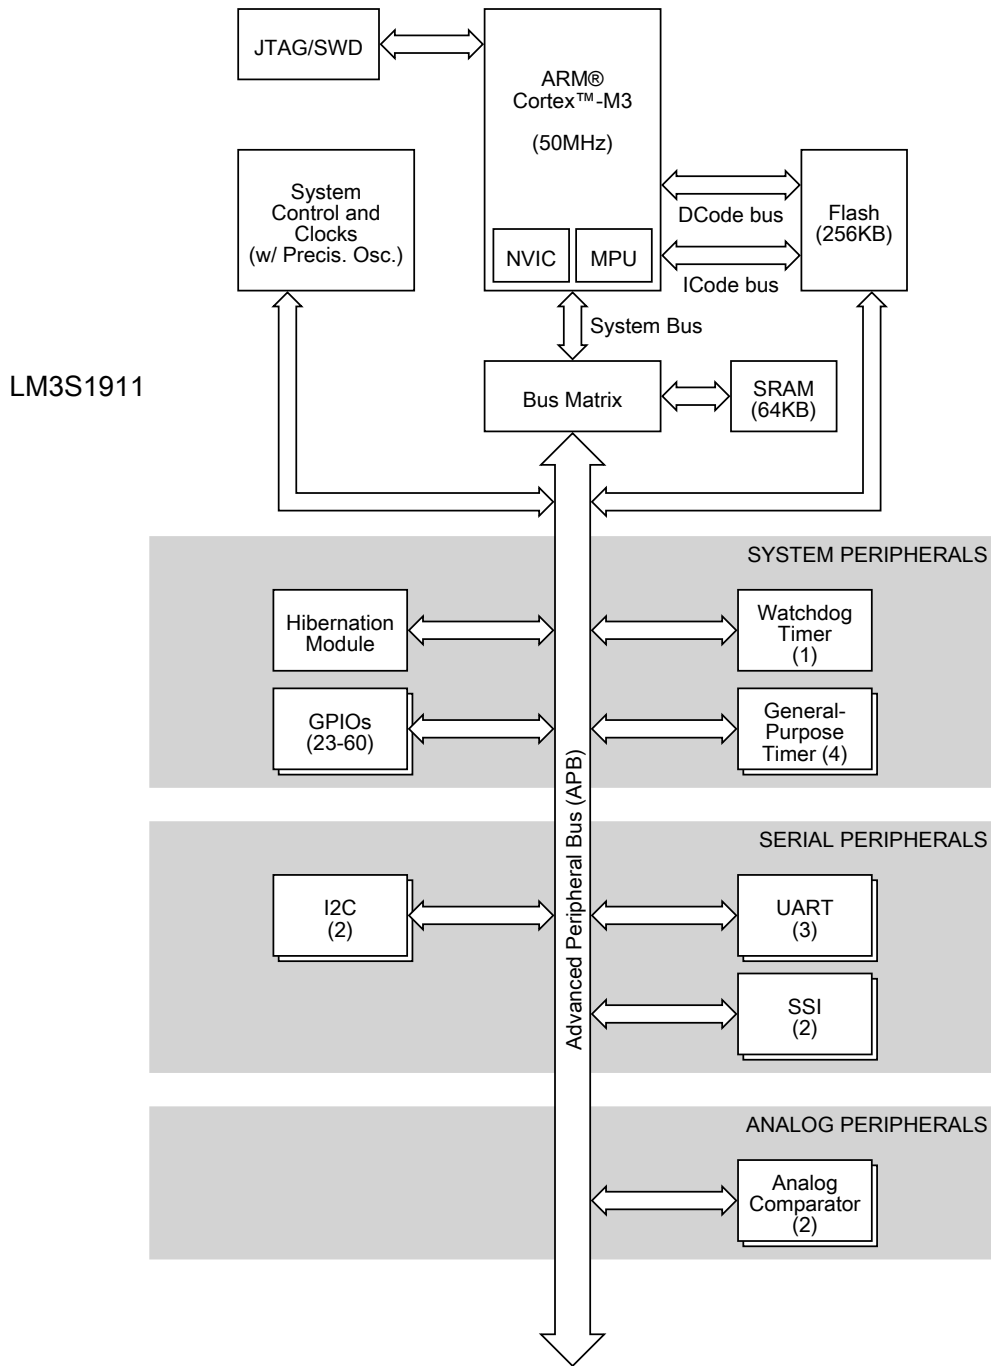 JTAG/SWD
ARM®
Cortex™-M3
(50MHz)
NVIC
MPU
System
Control and
Clocks
(w/ Precis. Osc.)
DCode bus
ICode bus
Flash
(256KB)
System Bus
LM3S1911
Bus Matrix
SRAM
(64KB)
SYSTEM PERIPHERALS
Hibernation
Module
Watchdog
Timer
(1)
GPIOs
(23-60)
General-
Purpose
Timer (4)
Advanced Peripheral Bus (APB)
SERIAL PERIPHERALS
I2C
(2)
UART
(3)
SSI
(2)
ANALOG PERIPHERALS
Analog
Comparator
(2)